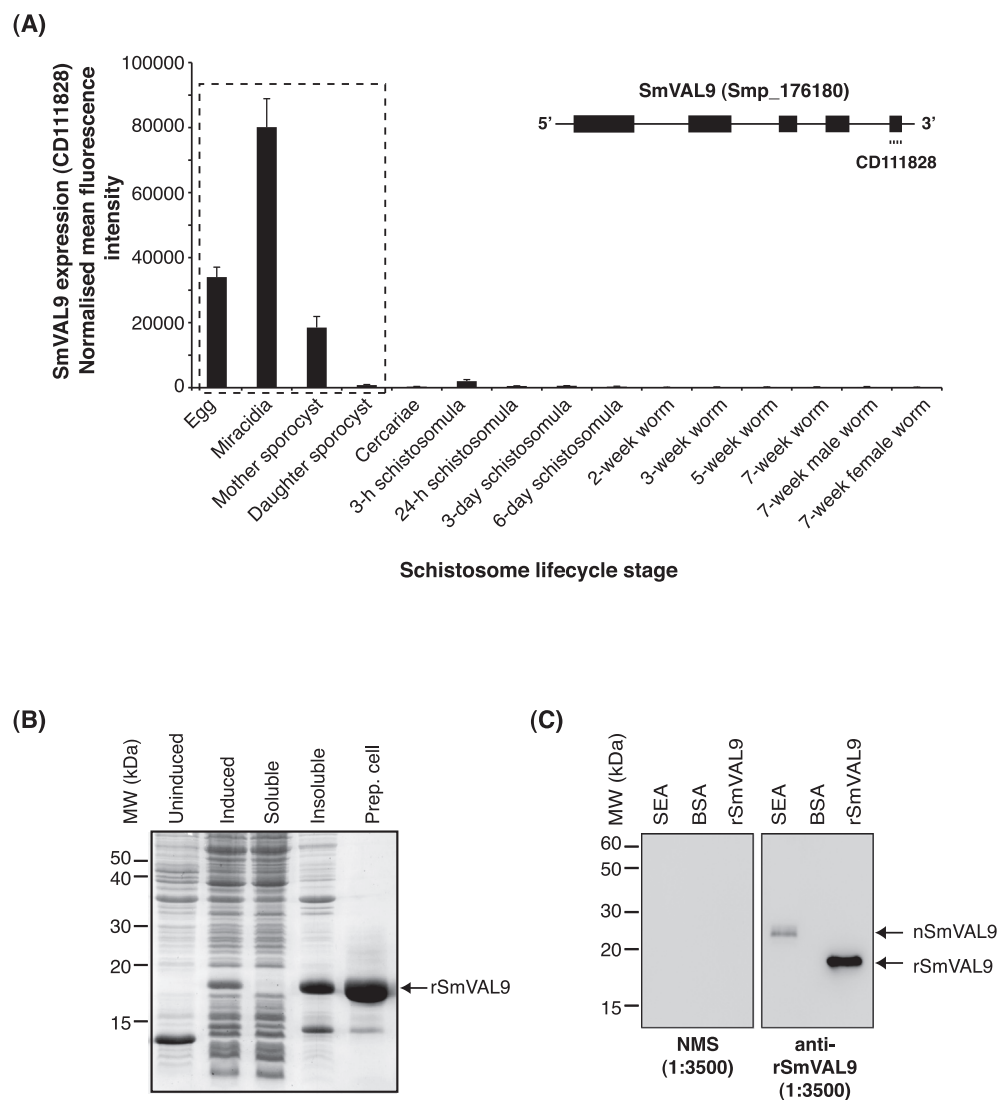 (A)
SmVAL9 expression (CD111828)
Normalised mean fluorescence
intensity
100000
80000
60000
40000
20000
0
Egg
Miracidia
Mother sporocyst
Daughter sporocyst
Cercariae
3-h schistosomula
24-h schistosomula
3-day schistosomula
6-day schistosomula
2-week worm
3-week worm
5-week worm
7-week worm
7-week male worm
7-week female worm
Schistosome lifecycle stage
SmVAL9 (Smp_176180)
5’ 3’
CD111828
(B)
MW (kDa)
Uninduced
Induced
Soluble
Insoluble
Prep. cell
50
40
30
20
15
rSmVAL9
(C)
MW (kDa)
SEA
BSA
rSmVAL9
SEA
BSA
rSmVAL9
60
50
30
20
15
nSmVAL9
rSmVAL9
NMS
(1:3500)
anti-
rSmVAL9
(1:3500)